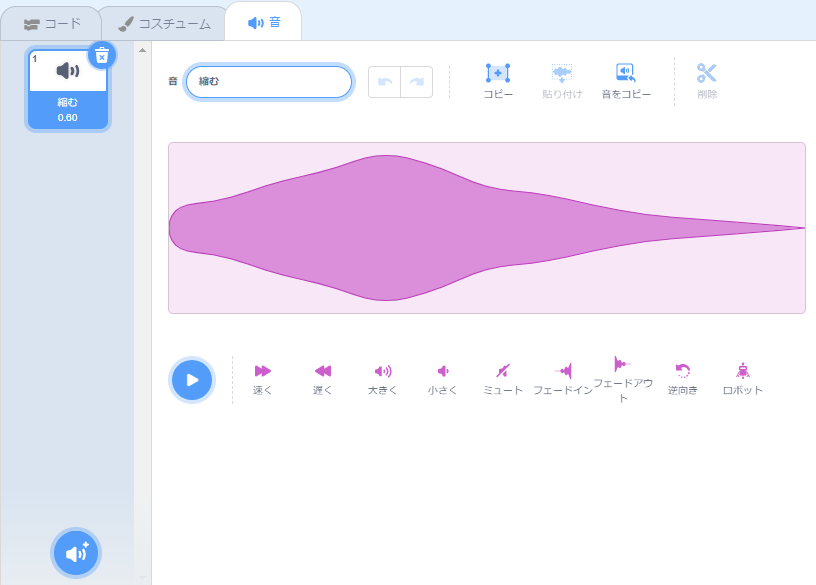 コード
コスチューム
音
1
縮む
0.60
音
縮む
コピー
貼り付け
音をコピー
削除
速く
遅く
大きく
小さく
ミュート
フェードイン
フェードアウ
ト
逆向き
ロボット